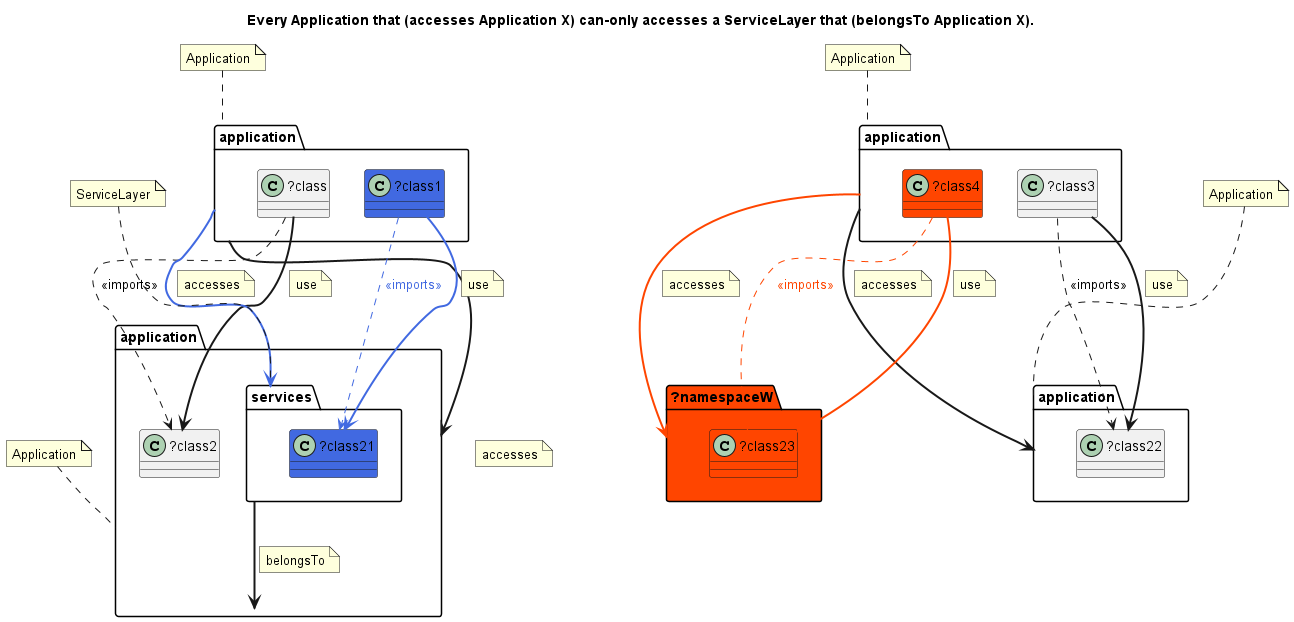 Every Application that (accesses Application X) can-only accesses a ServiceLayer that (belongsTo Application X).
Application
Application
application
application
C ?class
C ?class1
C ?class4
C ?class3
ServiceLayer
Application
«imports»
accesses
use
«imports»
use
accesses
«imports»
accesses
use
«imports»
use
application
services
?namespaceW
application
Application
C ?class2
C ?class21
accesses
C ?class23
C ?class22
belongsTo